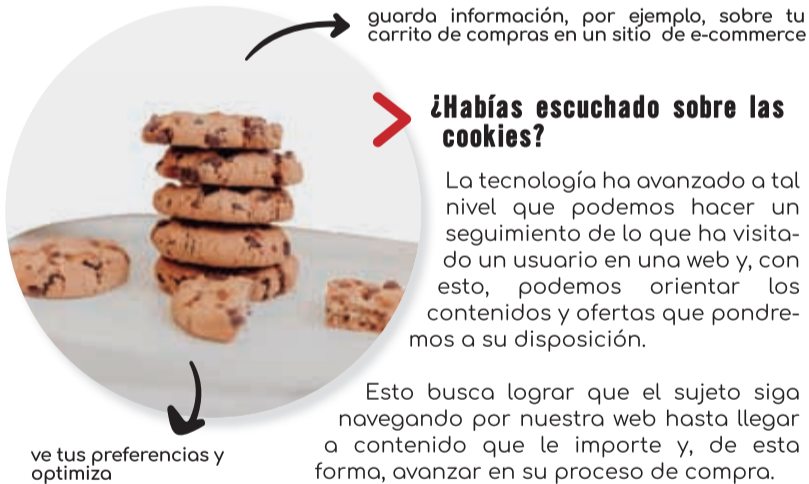 guarda información, por ejemplo, sobre tu
carrito de compras en un sitio de e-commerce
¿Habías escuchado sobre las
cookies?
La tecnología ha avanzado a tal
nivel que podemos hacer un
seguimiento de lo que ha visita-
do un usuario en una web y, con
esto, podemos orientar los
contenidos y ofertas que pondre-
mos a su disposición.
Esto busca lograr que el sujeto siga
navegando por nuestra web hasta llegar
a contenido que le importe y, de esta
forma, avanzar en su proceso de compra.
ve tus preferencias y
optimiza